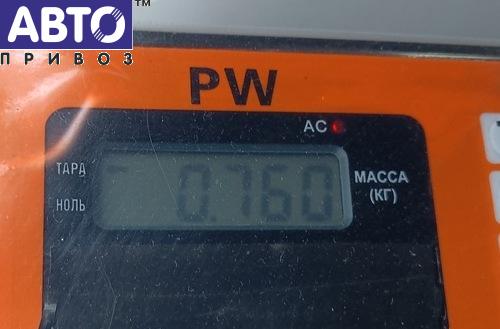 АВТО™
ПРИВОЗ
PW
AC
ТАРА
0.760
МАССА
(КГ)
НОЛЬ